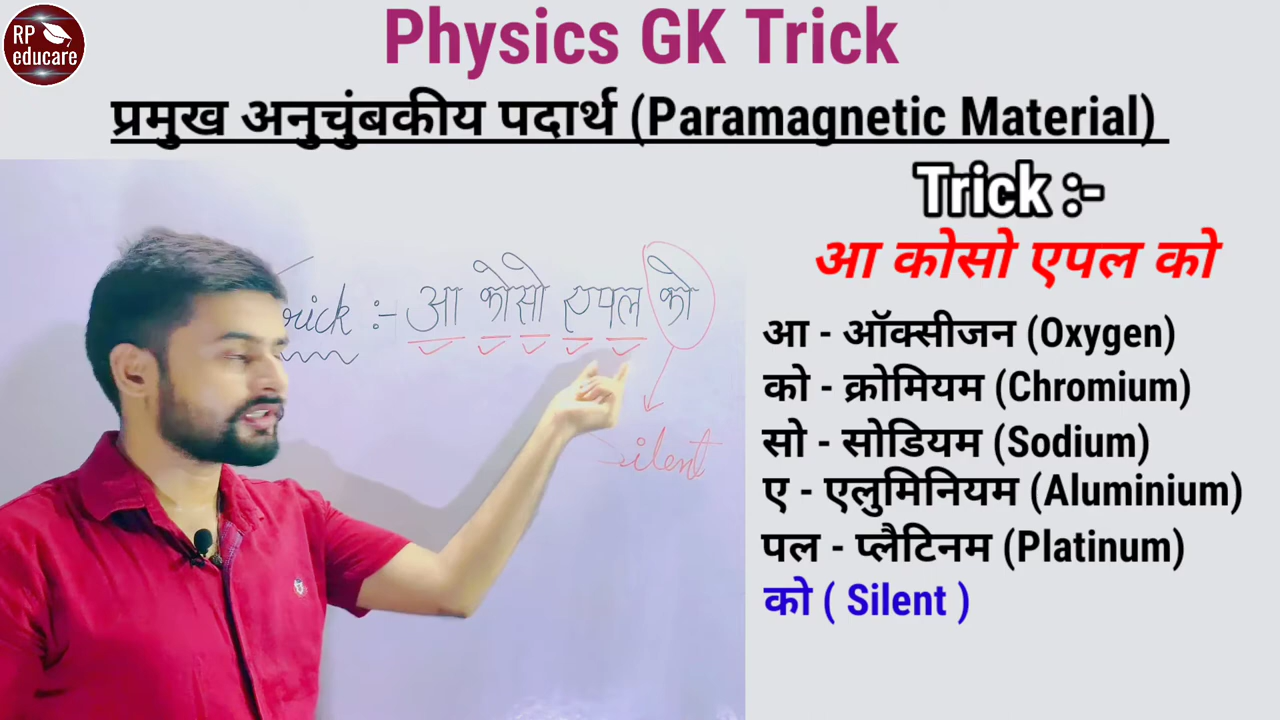 RP
educare
Physics GK Trick
प्रमुख अनुचुंबकीय पदार्थ (Paramagnetic Material)
Trick :-
आ कोसो एपल को
rick :- आ कोसो एपल को
Silent
आ - ऑक्सीजन (Oxygen)
को - क्रोमियम (Chromium)
सो - सोडियम (Sodium)
ए - एलुमिनियम (Aluminium)
पल - प्लैटिनम (Platinum)
को ( Silent )